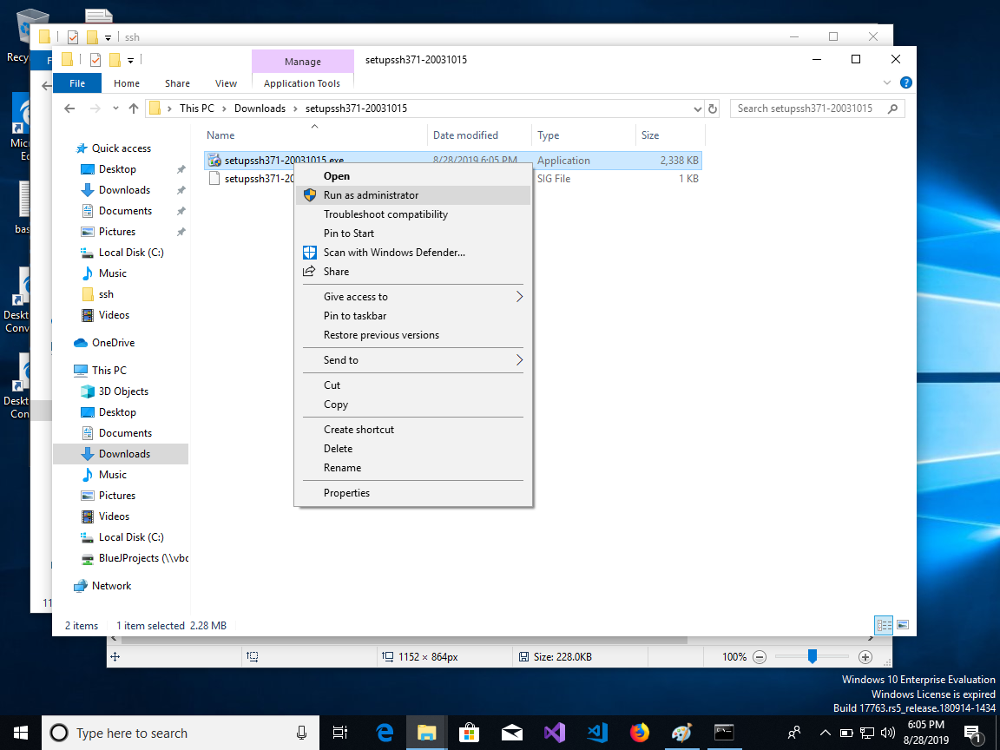 Recy
ssh
F
Manage
setupssh371-20031015
File
Home
Share
View
Application Tools
This PC
Downloads
setupssh371-20031015
Search setupssh371-20031015
Name
Date modified
Type
Size
setupssh371-20031015.exe
8/28/2019 6:05 PM
Application
2,338 KB
setupssh371-20
SIG File
1 KB
Quick access
Desktop
Downloads
Documents
Pictures
Local Disk (C:)
Music
ssh
Videos
OneDrive
This PC
3D Objects
Desktop
Documents
Downloads
Music
Pictures
Videos
Local Disk (C:)
BlueJProjects (\\vbo
Network
Open
Run as administrator
Troubleshoot compatibility
Pin to Start
Scan with Windows Defender...
Share
Give access to
Pin to taskbar
Restore previous versions
Send to
Cut
Copy
Create shortcut
Delete
Rename
Properties
Mic
Ed
bas
Deskt
Conv
Deskt
Con
11
2 items
1 item selected 2.28 MB
1152 × 864px
Size: 228.0KB
100%
Windows 10 Enterprise Evaluation
Windows License is expired
Build 17763.rs5_release.180914-1434
Type here to search
6:05 PM
8/28/2019
1